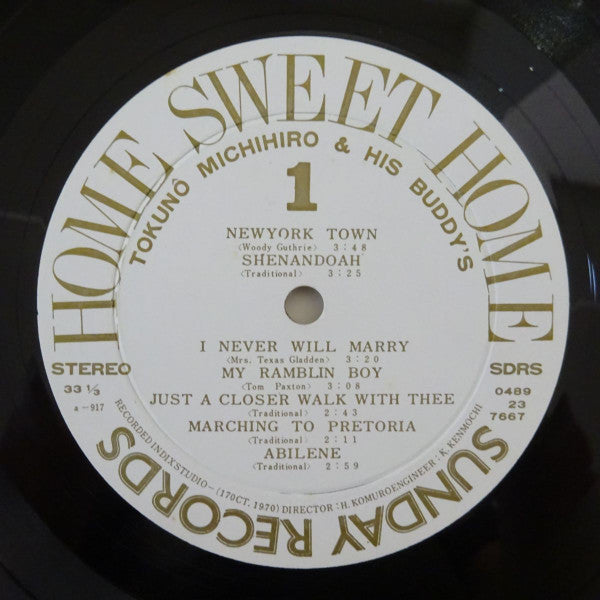 HOME SWEET HOME
TOKUNÔ MICHIHIRO & HIS BUDDY'S
1
NEWYORK TOWN
(Woody Guthrie) 3:48
SHENANDOAH
(Traditional) 3:25
I NEVER WILL MARRY
(Mrs. Texas Gladden) 3:20
MY RAMBLIN BOY
(Tom Paxton) 3:08
JUST A CLOSER WALK WITH THEE
(Traditional) 2:43
MARCHING TO PRETORIA
(Traditional) 2:11
ABILENE
(Traditional) 2:59
STEREO
33 1/3
a-917
SDRS
0489
23
7667
RECORDED INDIX STUDIO-(17OCT. 1970) DIRECTOR:H. KOMURO ENGINEER:K. KENMOCHI
SUNDAY RECORDS